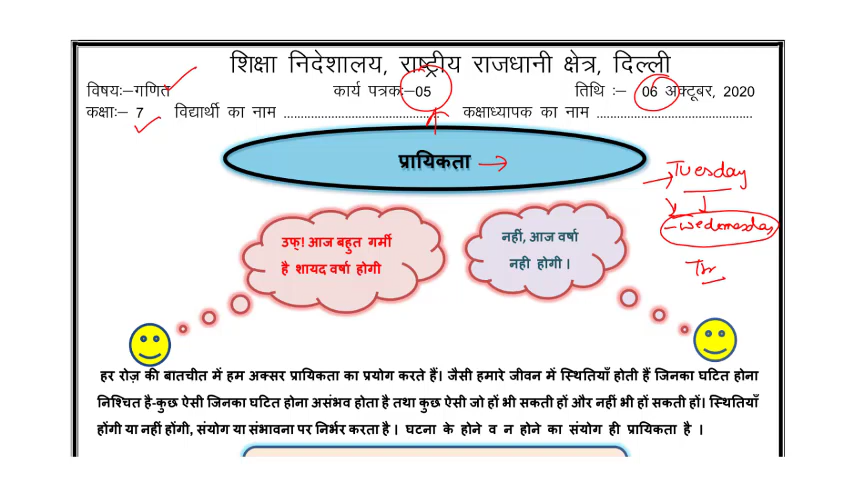 शिक्षा निदेशालय, राष्ट्रीय राजधानी क्षेत्र, दिल्ली
विषय:–गणित कार्य पत्रक:–05 तिथि :– 06 अक्टूबर, 2020
कक्षा:– 7 विद्यार्थी का नाम ........................................ कक्षाध्यापक का नाम ........................................
प्रायिकता
Tuesday
Wednesday
उफ़! आज बहुत गर्मी
है शायद वर्षा होगी
नहीं, आज वर्षा
नही होगी ।
हर रोज़ की बातचीत में हम अक्सर प्रायिकता का प्रयोग करते हैं। जैसी हमारे जीवन में स्थितियाँ होती हैं जिनका घटित होना
निश्चित है-कुछ ऐसी जिनका घटित होना असंभव होता है तथा कुछ ऐसी जो हों भी सकती हों और नहीं भी हों सकती हों। स्थितियाँ
होंगी या नहीं होंगी, संयोग या संभावना पर निर्भर करता है । घटना के होने व न होने का संयोग ही प्रायिकता है ।